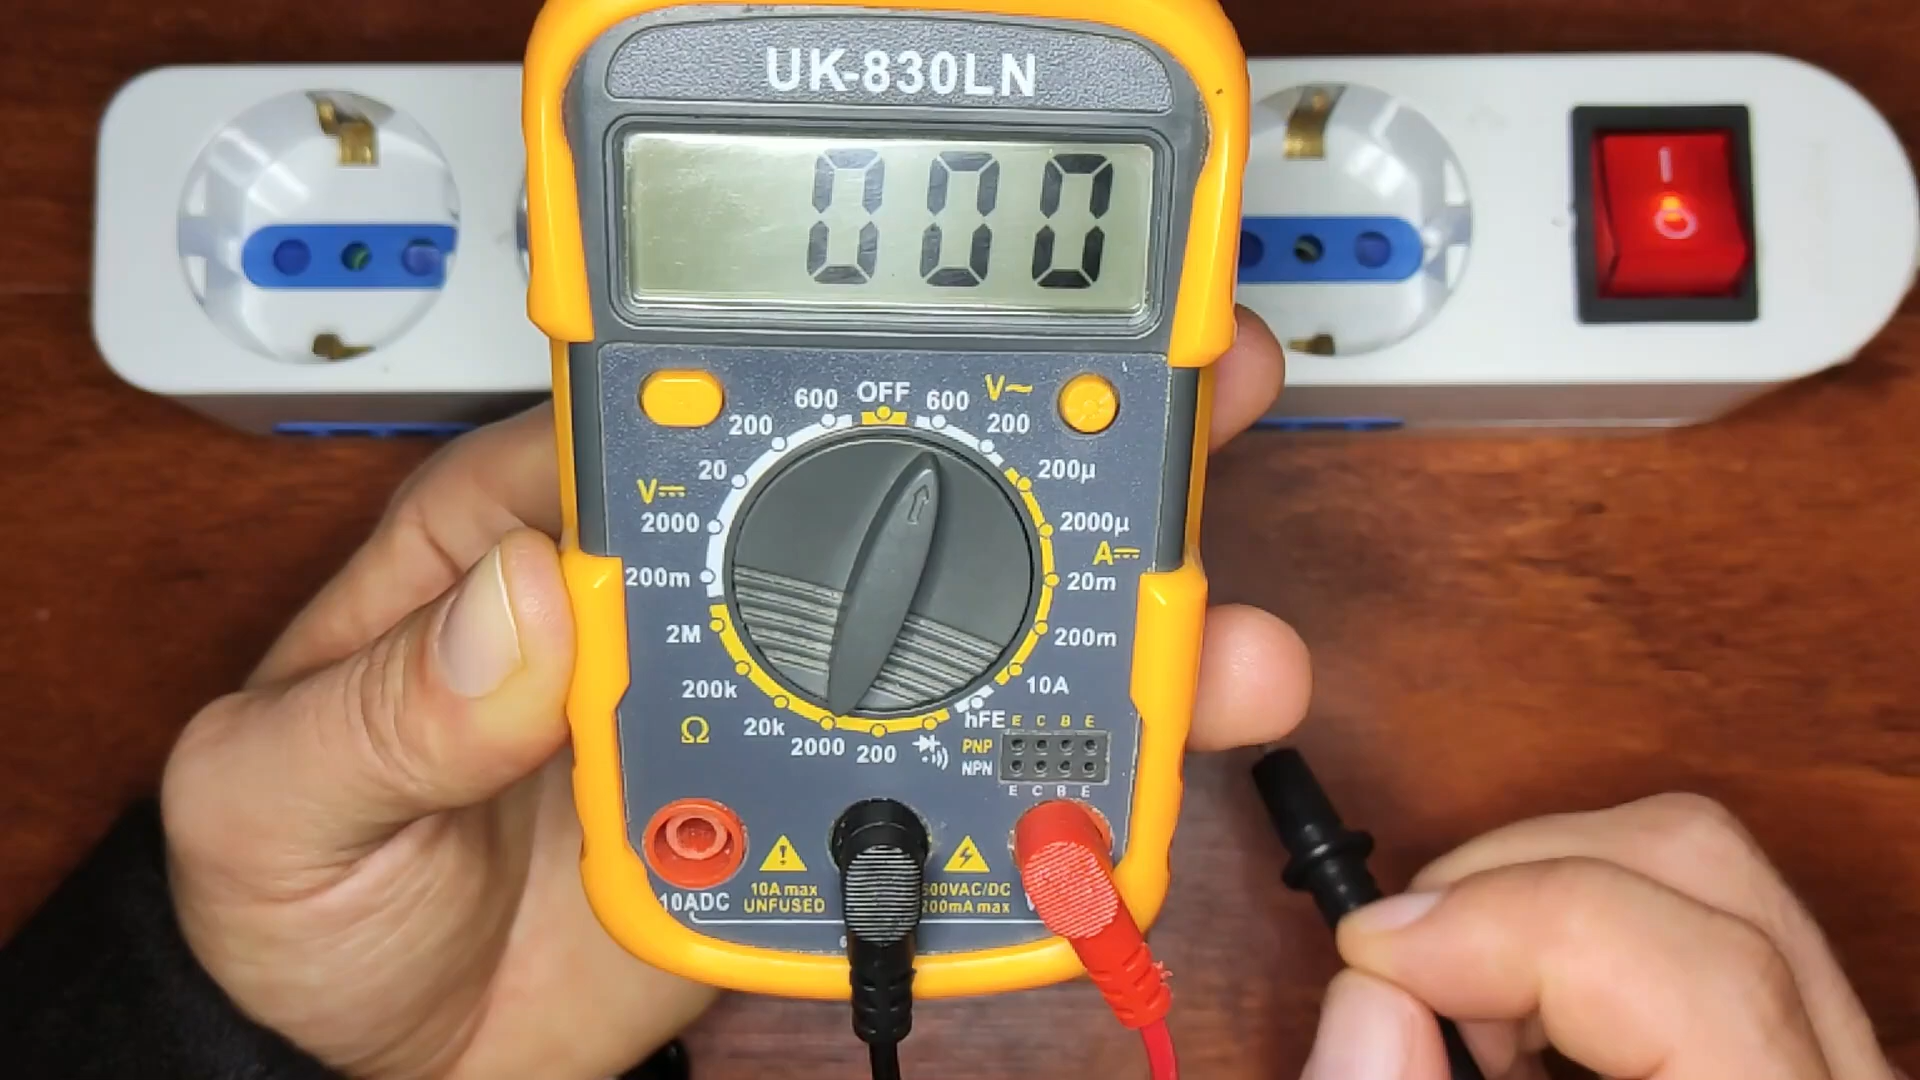 UK-830LN
000
600 OFF 600 V~
200 200
20 200µ
V⎓
2000 2000µ
A⎓
200m 20m
2M 200m
200k 10A
Ω 20k hFE E C B E
2000 200 PNP
NPN
E C B E
10ADC 10A max
UNFUSED
600VAC/DC
200mA max